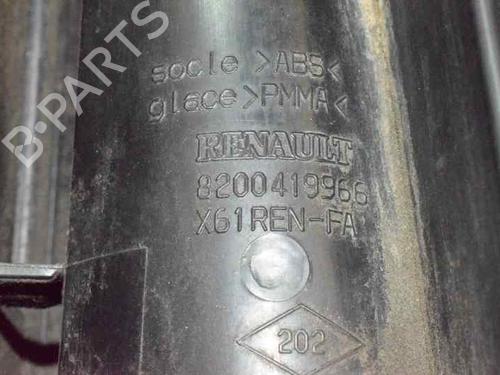 B-PARTS
socle >ABS<
glace >PMMA<
RENAULT
8200419966
X61REN-FA
202